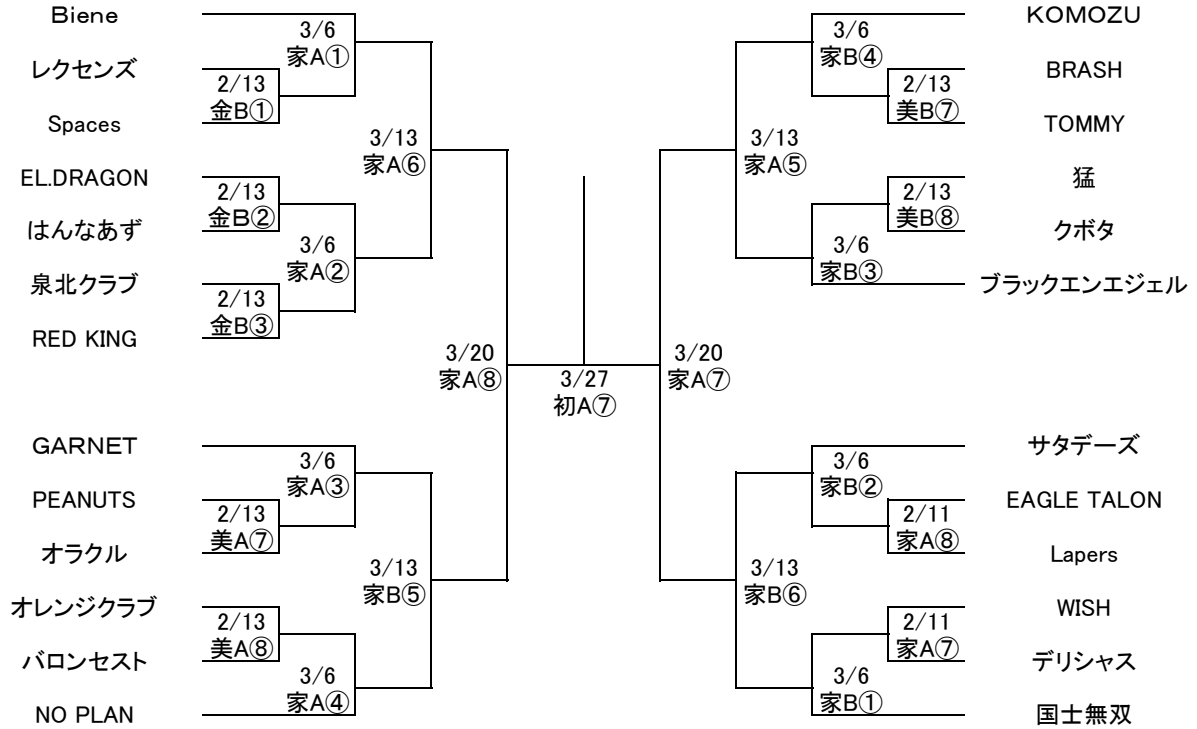 Biene
3/6
家A①
レクセンズ
2/13
金B①
Spaces
3/13
家A⑥
EL.DRAGON
2/13
金B②
はんなあず
3/6
家A②
泉北クラブ
2/13
金B③
RED KING
3/20
家A⑧
GARNET
3/6
家A③
PEANUTS
2/13
美A⑦
オラクル
3/13
家B⑤
オレンジクラブ
2/13
美A⑧
バロンセスト
3/6
家A④
NO PLAN
3/27
初A⑦
KOMOZU
3/6
家B④
BRASH
2/13
美B⑦
TOMMY
3/13
家A⑤
猛
2/13
美B⑧
クボタ
3/6
家B③
ブラックエンエジェル
3/20
家A⑦
サタデーズ
3/6
家B②
EAGLE TALON
2/11
家A⑧
Lapers
3/13
家B⑥
WISH
2/11
家A⑦
デリシャス
3/6
家B①
国士無双